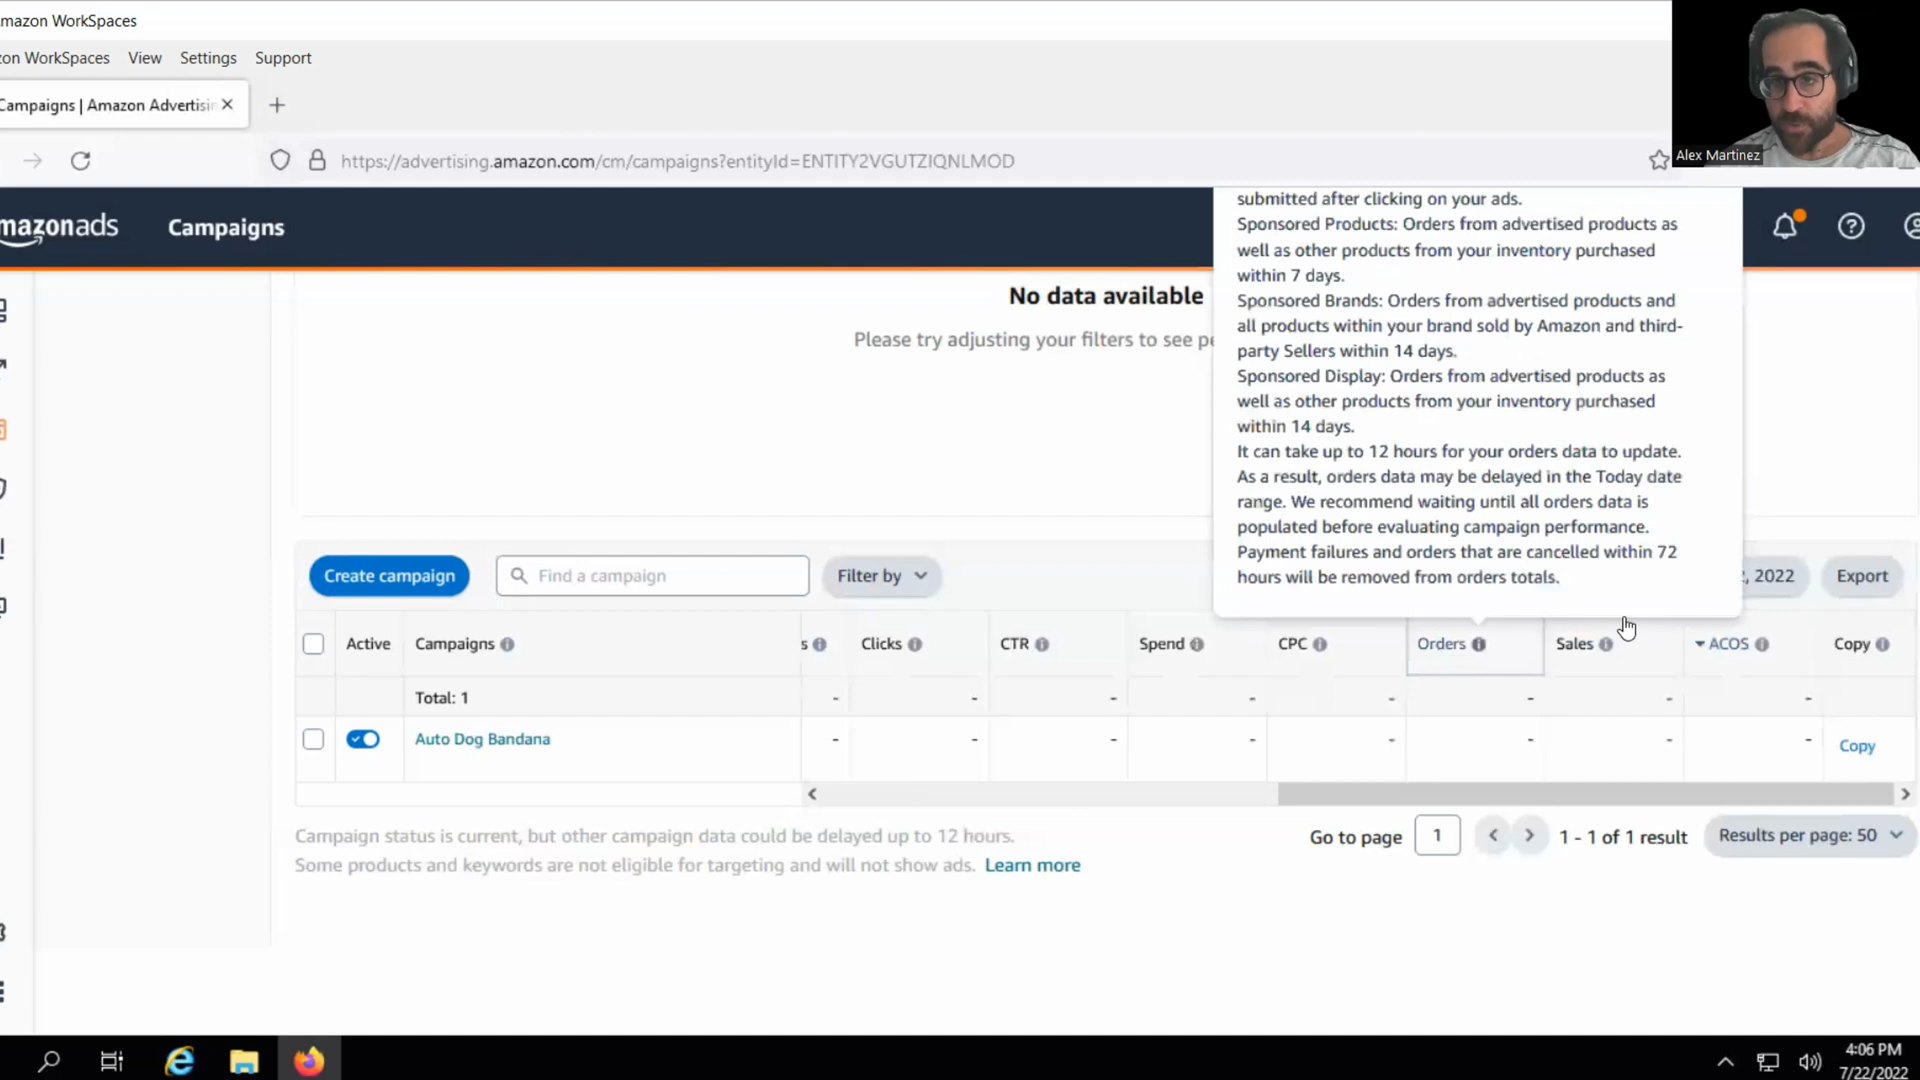 mazon WorkSpaces
zon WorkSpaces View Settings Support
Campaigns | Amazon Advertisin
https://advertising.amazon.com/cm/campaigns?entityId=ENTITY2VGUTZIQNLMOD
Alex Martinez
mazonads Campaigns
submitted after clicking on your ads.
Sponsored Products: Orders from advertised products as
well as other products from your inventory purchased
within 7 days.
Sponsored Brands: Orders from advertised products and
all products within your brand sold by Amazon and third-
party Sellers within 14 days.
Sponsored Display: Orders from advertised products as
well as other products from your inventory purchased
within 14 days.
It can take up to 12 hours for your orders data to update.
As a result, orders data may be delayed in the Today date
range. We recommend waiting until all orders data is
populated before evaluating campaign performance.
Payment failures and orders that are cancelled within 72
hours will be removed from orders totals.
No data available
Please try adjusting your filters to see pe
Create campaign Find a campaign Filter by , 2022 Export
Active Campaigns s Clicks CTR Spend CPC Orders Sales ACOS Copy
Total: 1 - - - - - - - -
Auto Dog Bandana - - - - - - - - Copy
Campaign status is current, but other campaign data could be delayed up to 12 hours.
Some products and keywords are not eligible for targeting and will not show ads. Learn more
Go to page 1 1 - 1 of 1 result Results per page: 50
4:06 PM
7/22/2022